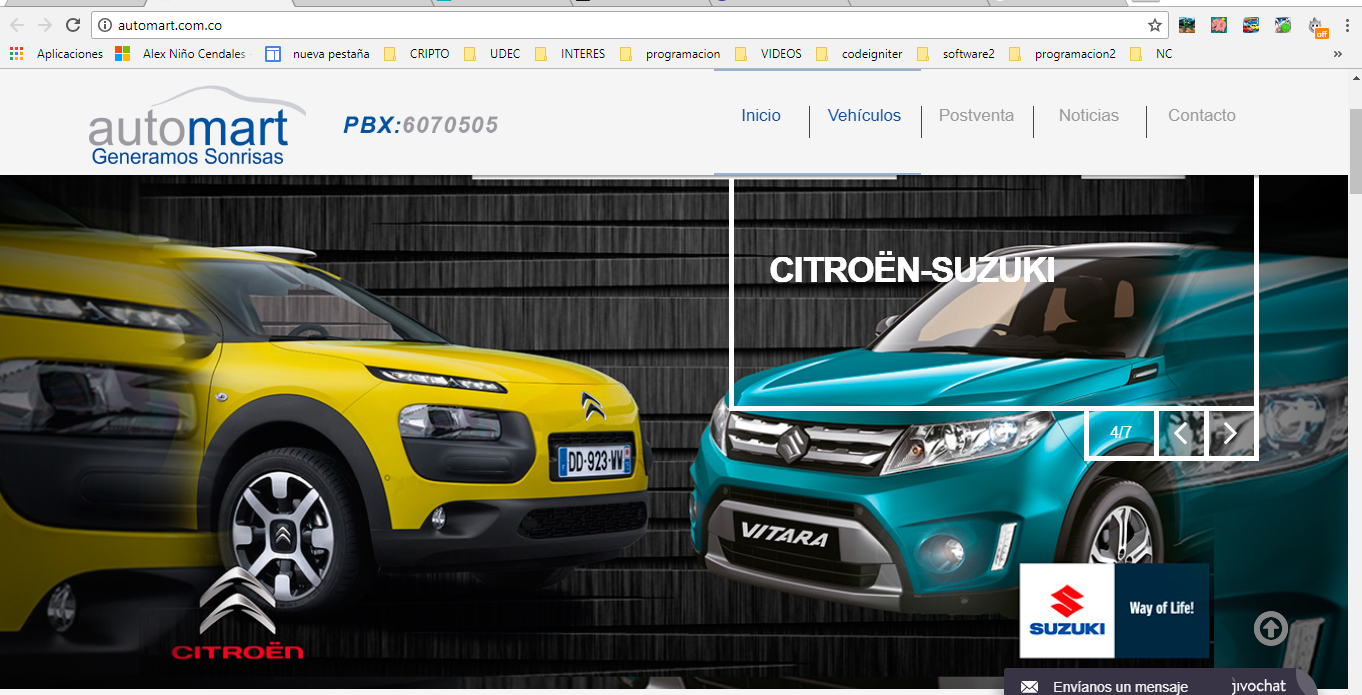 automart.com.co
Aplicaciones Alex Niño Cendales nueva pestaña CRIPTO UDEC INTERES programacion VIDEOS codeigniter software2 programacion2 NC »
off
automart
Generamos Sonrisas
PBX:6070505
Inicio Vehículos Postventa Noticias Contacto
CITROËN-SUZUKI
4/7
DD-923-WW
VITARA
CITROËN
SUZUKI
Way of Life!
Envíanos un mensaje jivochat